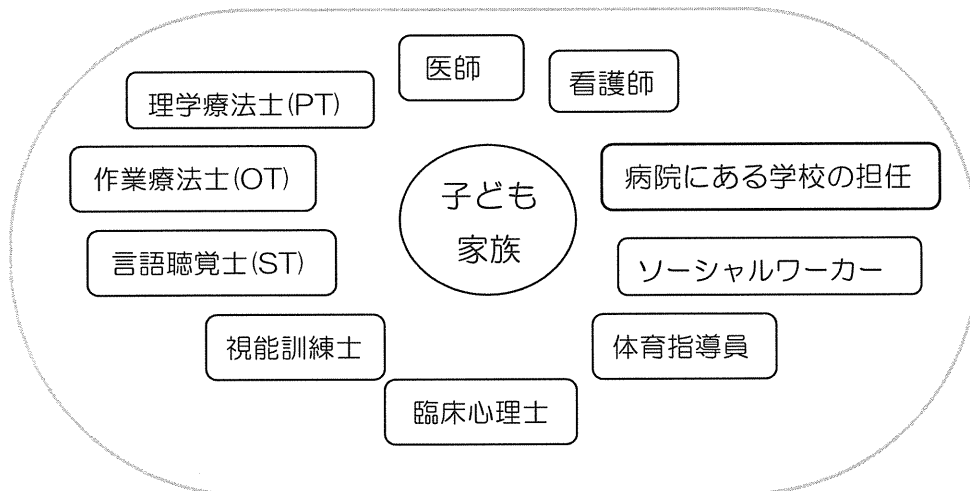 医師
看護師
理学療法士(PT)
病院にある学校の担任
作業療法士(OT)
子ども
家族
言語聴覚士(ST)
ソーシャルワーカー
視能訓練士
体育指導員
臨床心理士